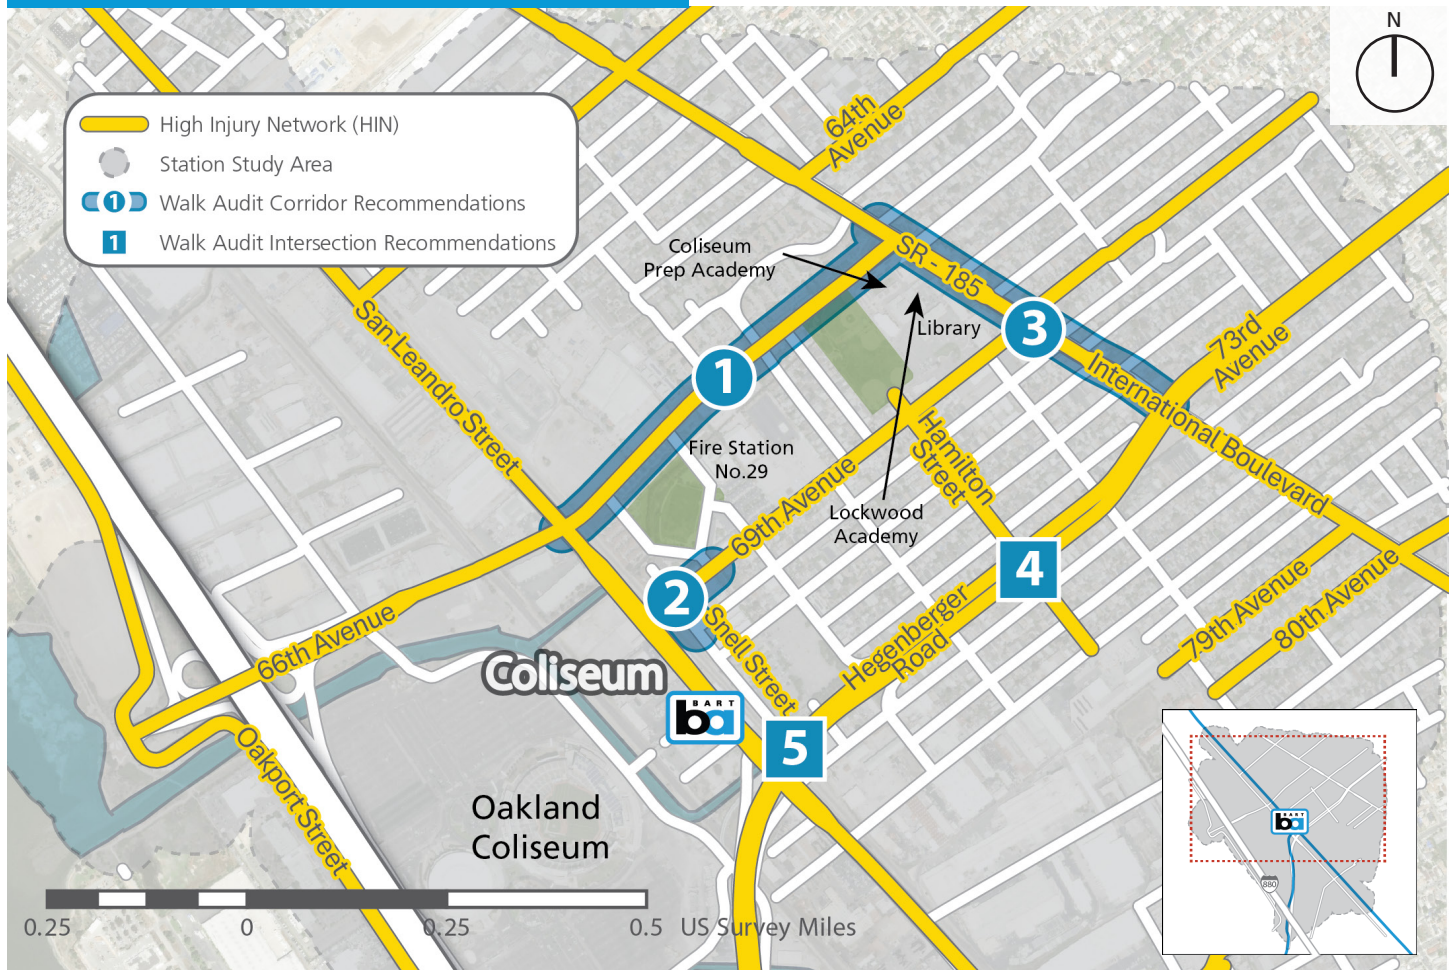 N
High Injury Network (HIN)
Station Study Area
1
Walk Audit Corridor Recommendations
1
Walk Audit Intersection Recommendations
64th
Avenue
Coliseum
Prep Academy
SR - 185
Library
3
73rd
Avenue
International Boulevard
San Leandro Street
1
Fire Station
No.29
Hamilton
Street
69th Avenue
Lockwood
Academy
4
2
Snell Street
Hegenberger
Road
79th Avenue
80th Avenue
66th Avenue
Coliseum
BART
ba
5
Oakport Street
Oakland
Coliseum
BART
ba
880
0.25
0
0.25
0.5
US Survey Miles